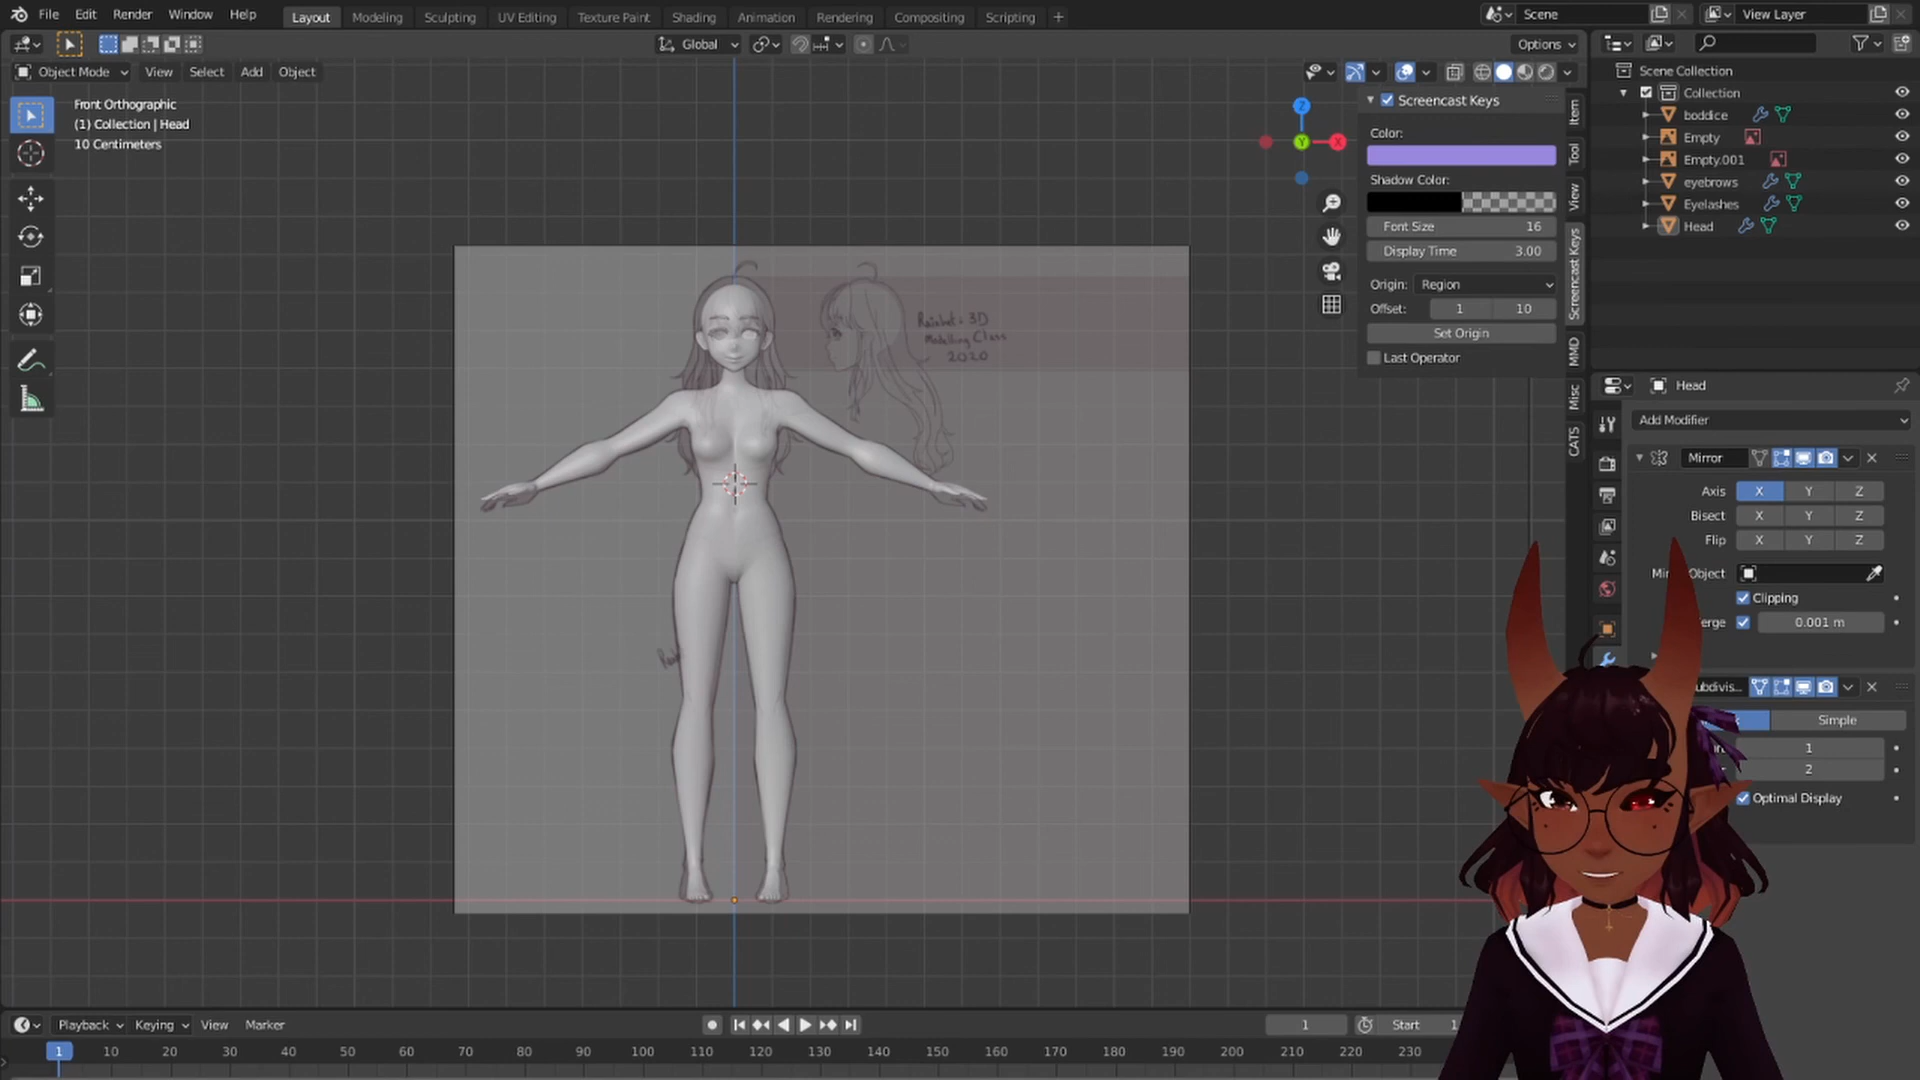 File Edit Render Window Help Layout Modeling Sculpting UV Editing Texture Paint Shading Animation Rendering Compositing Scripting + Scene View Layer
Global Options
Object Mode View Select Add Object
Front Orthographic
(1) Collection | Head
10 Centimeters
Z
Y
X
Screencast Keys
Color:
Shadow Color:
Font Size 16
Display Time 3.00
Origin: Region
Offset: 1 10
Set Origin
Last Operator
Item
Tool
View
Screencast Keys
MMD
Misc
CATS
Scene Collection
Collection
boddice
Empty
Empty.001
eyebrows
Eyelashes
Head
Head
Add Modifier
Mirror
Axis X Y Z
Bisect X Y Z
Flip X Y Z
Object
Clipping
0.001 m
Simple
1
2
Optimal Display
3D
Modelling Class
2020
Playback Keying View Marker 1 Start
1 10 20 30 40 50 60 70 80 90 100 110 120 130 140 150 160 170 180 190 200 210 220 230